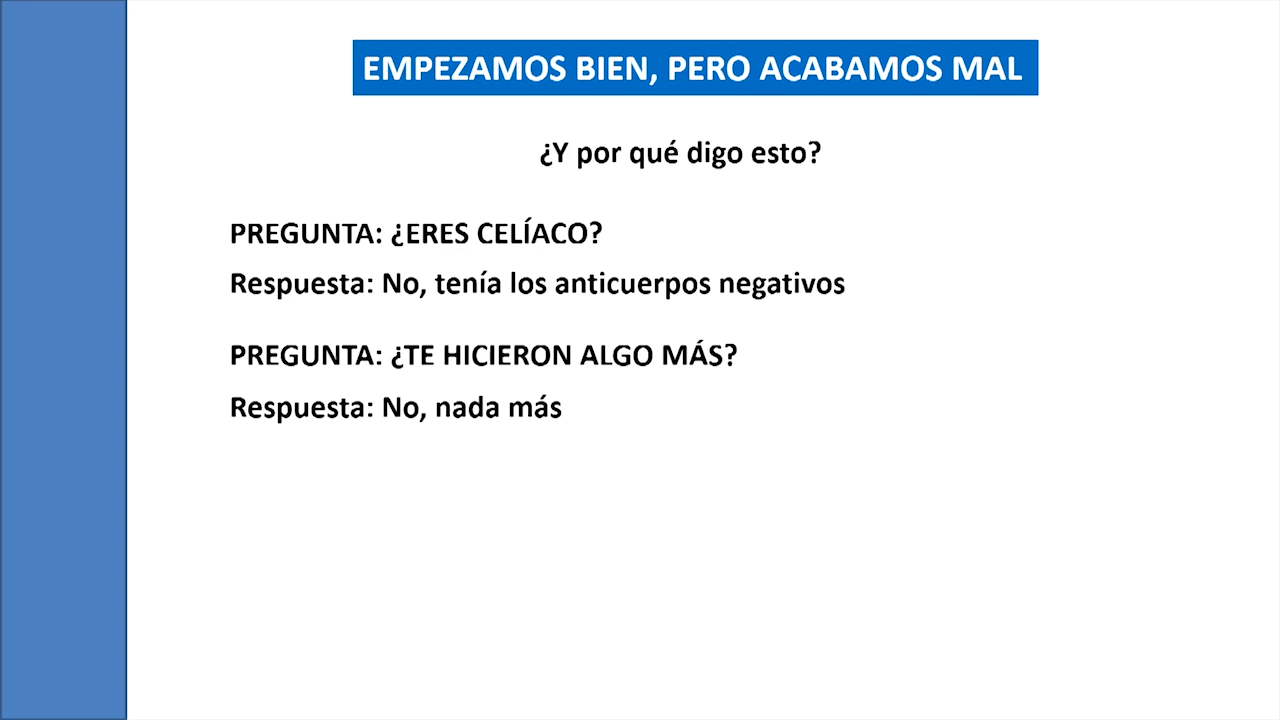 EMPEZAMOS BIEN, PERO ACABAMOS MAL
¿Y por qué digo esto?
PREGUNTA: ¿ERES CELÍACO?
Respuesta: No, tenía los anticuerpos negativos
PREGUNTA: ¿TE HICIERON ALGO MÁS?
Respuesta: No, nada más